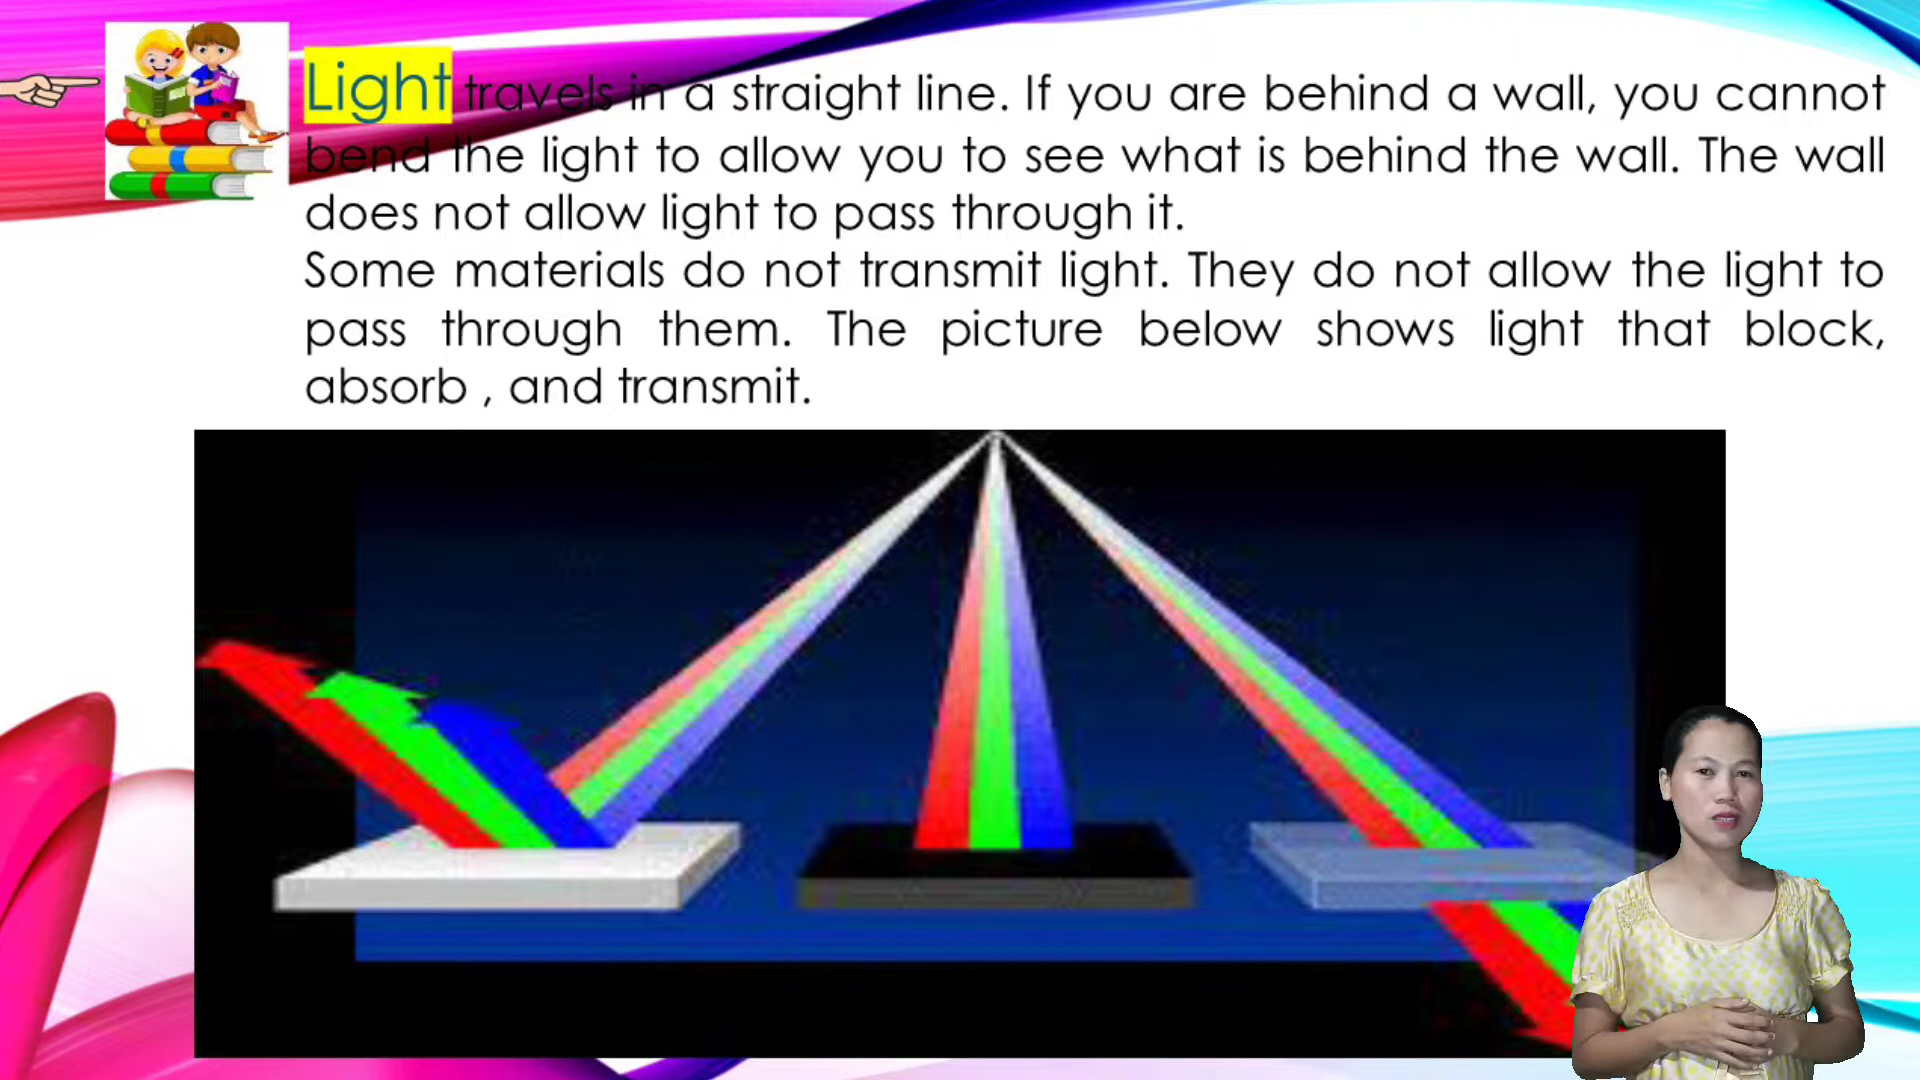 Light travels in a straight line. If you are behind a wall, you cannot
bend the light to allow you to see what is behind the wall. The wall
does not allow light to pass through it.
Some materials do not transmit light. They do not allow the light to
pass through them. The picture below shows light that block,
absorb , and transmit.